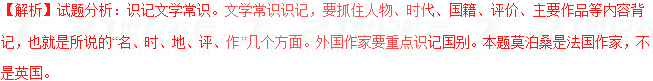 【解析】试题分析：识记文学常识。文学常识识记，要抓住人物、时代、国籍、评价、主要作品等内容背
记，也就是所说的“名、时、地、评、作”几个方面。外国作家要重点识记国别。本题莫泊桑是法国作家，不
是英国。